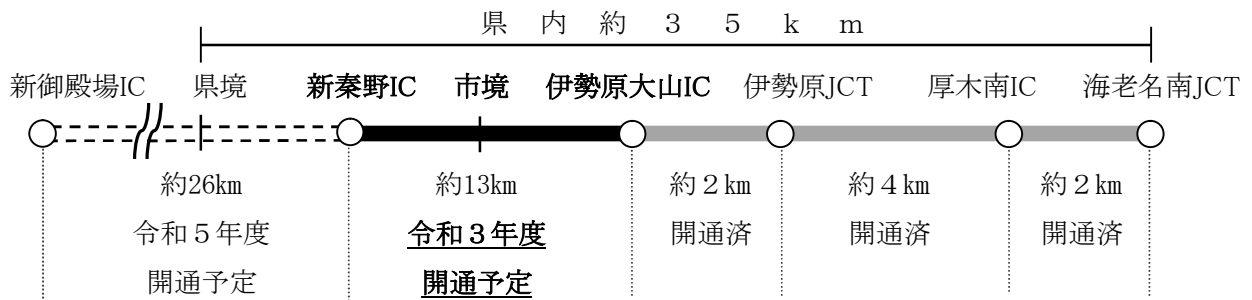 県内約３５ｋｍ
新御殿場IC 県境 新秦野IC 市境 伊勢原大山IC 伊勢原JCT 厚木南IC 海老名南JCT
約26㎞ 約13㎞ 約２㎞ 約４㎞ 約２㎞
令和５年度 令和３年度 開通済 開通済 開通済
開通予定 開通予定